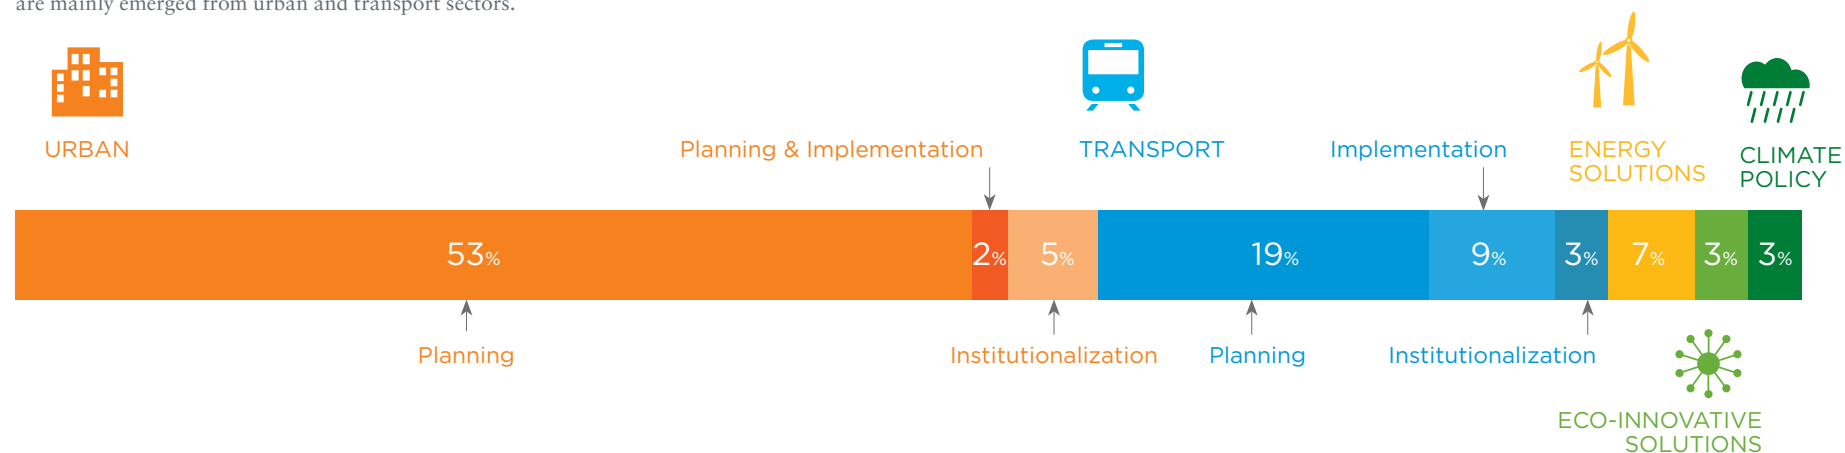 are mainly emerged from urban and transport sectors.
URBAN
Planning & Implementation
TRANSPORT
Implementation
ENERGY
SOLUTIONS
CLIMATE
POLICY
53%
2%
5%
19%
9%
3%
7%
3%
3%
Planning
Institutionalization
Planning
Institutionalization
ECO-INNOVATIVE
SOLUTIONS